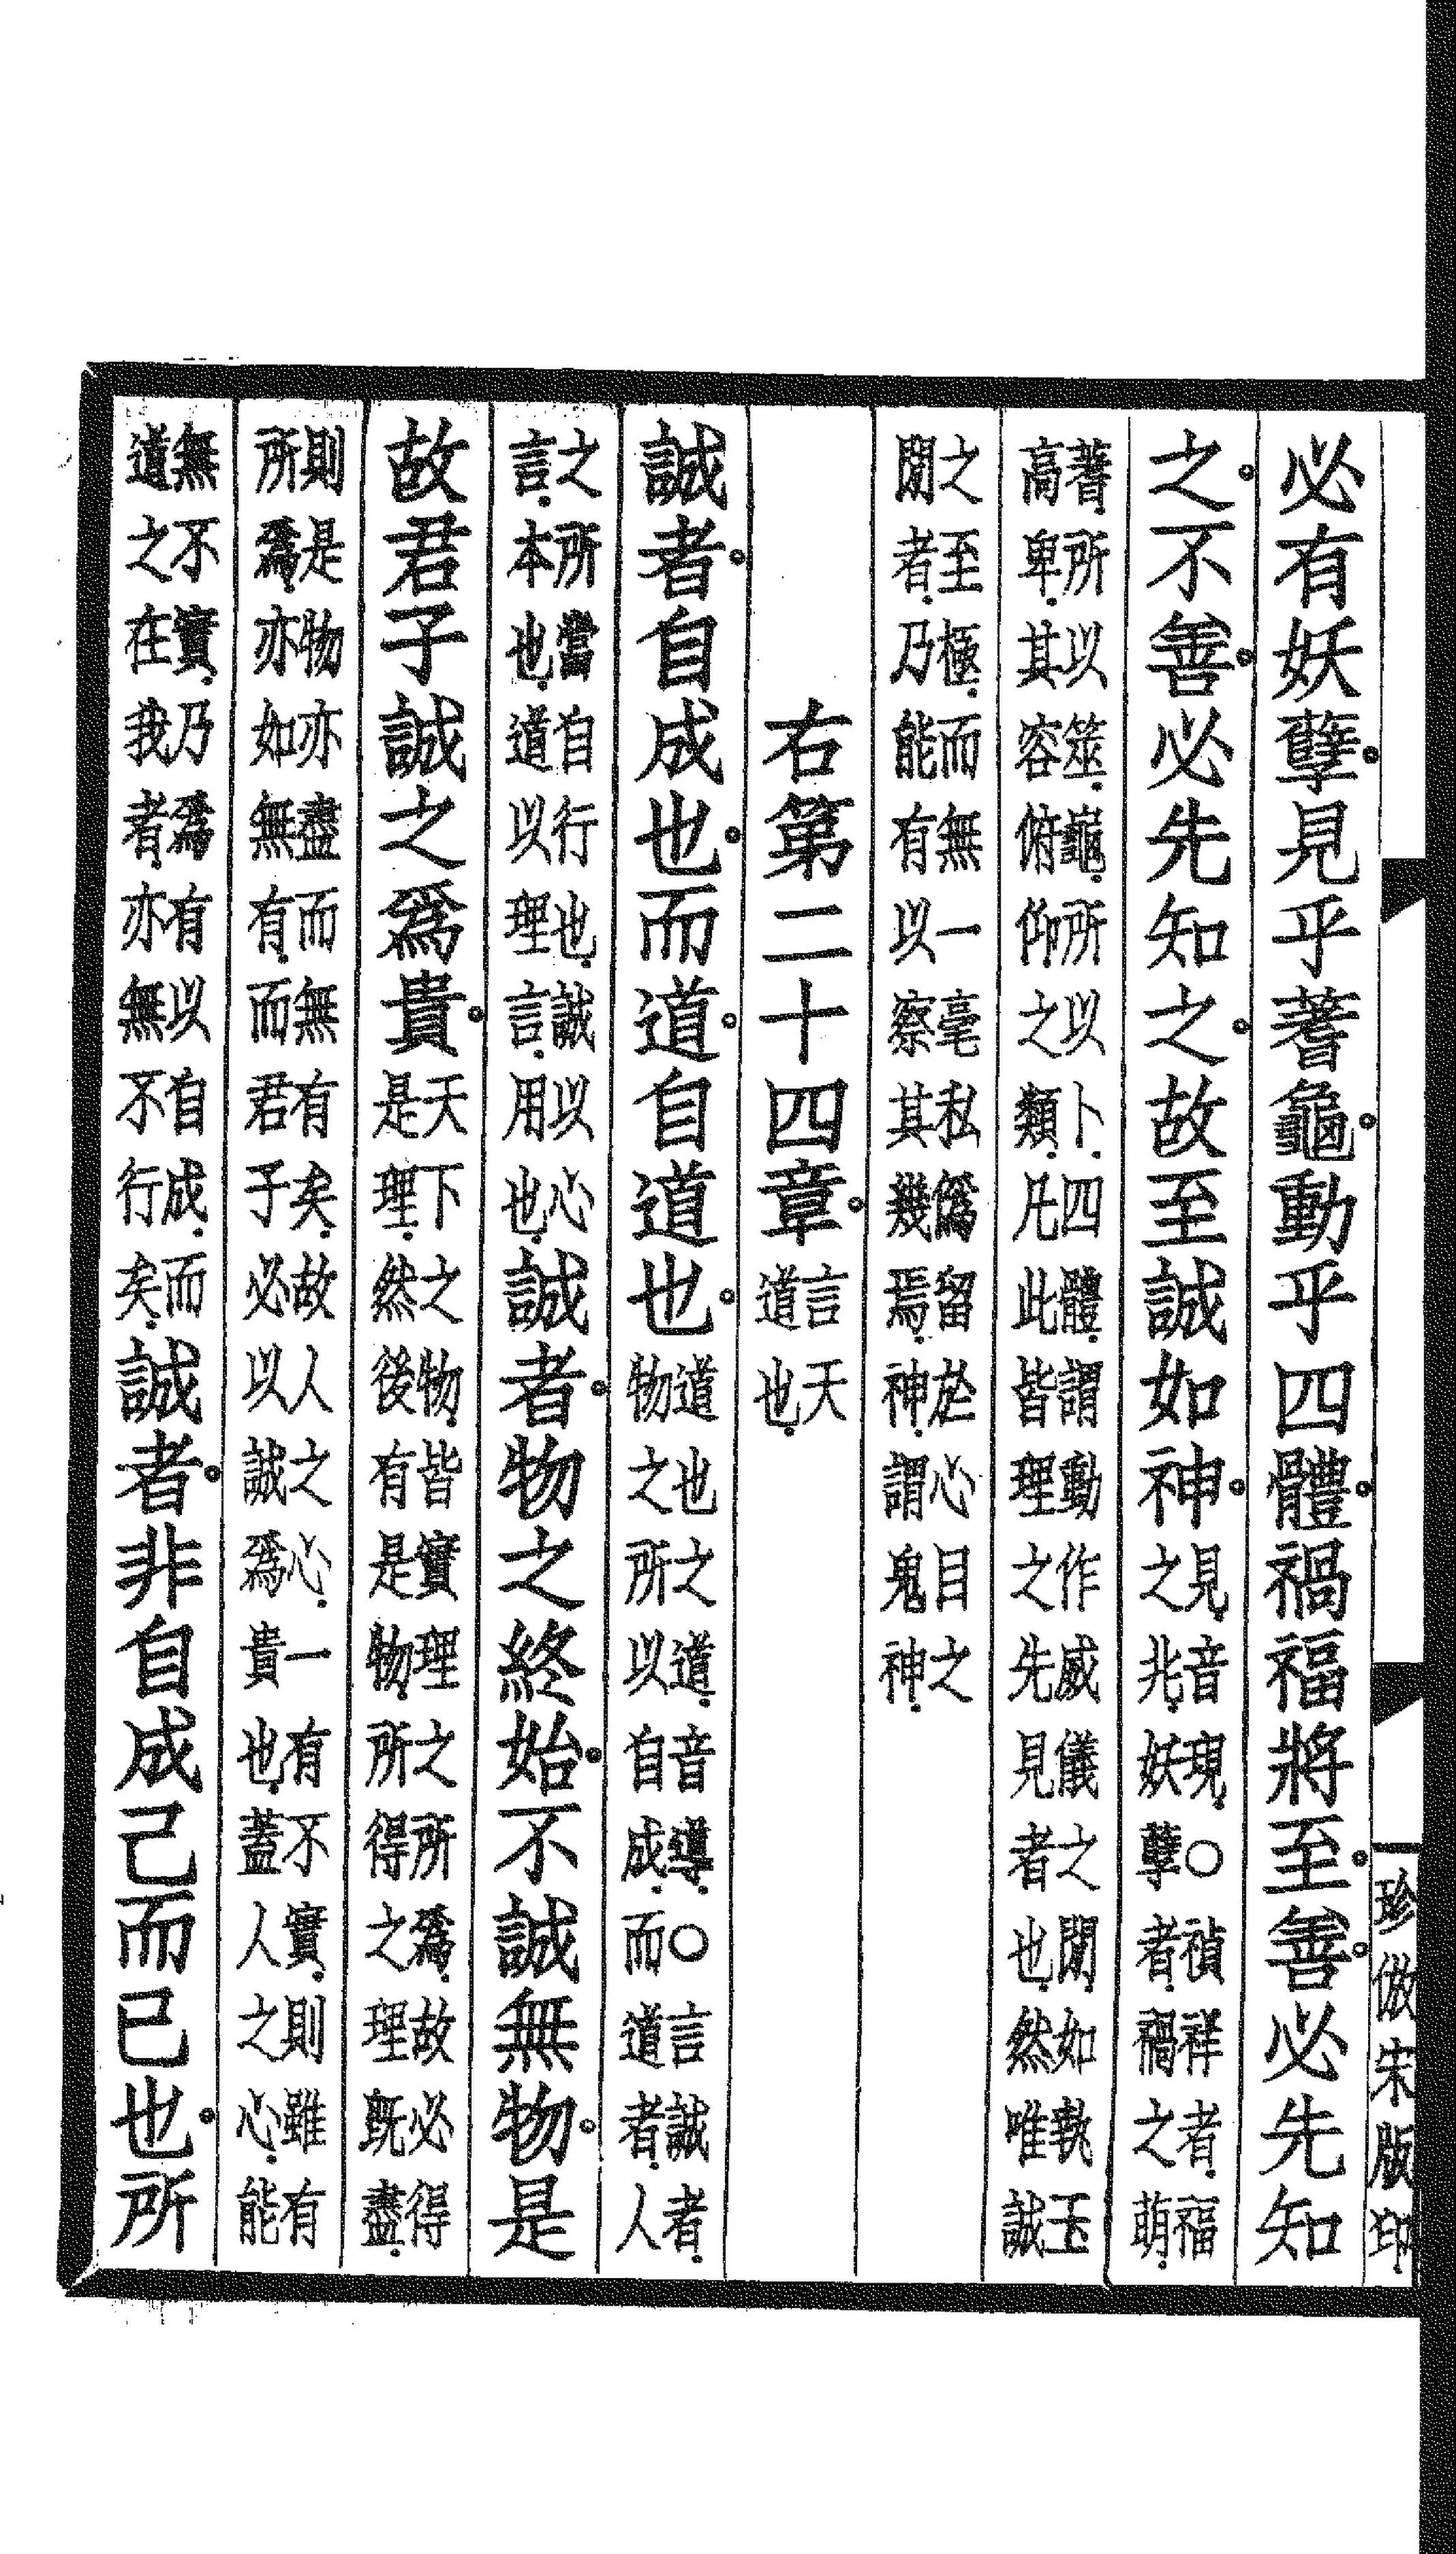 珍倣宋版印
必有妖孽。見乎蓍龜。動乎四體。禍福將至。善。必先知
之。不善。必先知之。故至誠如神。見音現○禎祥者。福
之兆。妖孽者。禍之萌。
蓍所以筮。龜所以卜。四體。謂動作威儀之閒。如執玉
高卑。其容俯仰之類。凡此皆理之先見者也。然唯誠
之至極。而無一毫私僞留於心目之
閒者。乃能有以察其幾焉。神。謂鬼神。
右第二十四章。言天
道也。
誠者。自成也。而道。自道也。道也之道。音導。○言誠者。
物之所以自成。而道者。人
之所當自行也。誠以心
言。本也。道以理言。用也。誠者。物之終始。不誠無物。是
故君子誠之爲貴。天下之物。皆實理之所爲。故必得
是理。然後有是物。所得之理既盡。
則是物亦盡而無有矣。故人之心。一有不實。則雖有
所爲。亦如無有。而君子必以誠爲貴也。蓋人之心。能
無不實。乃爲有以自成。而
道之在我者。亦無不行矣。誠者。非自成己而已也。所